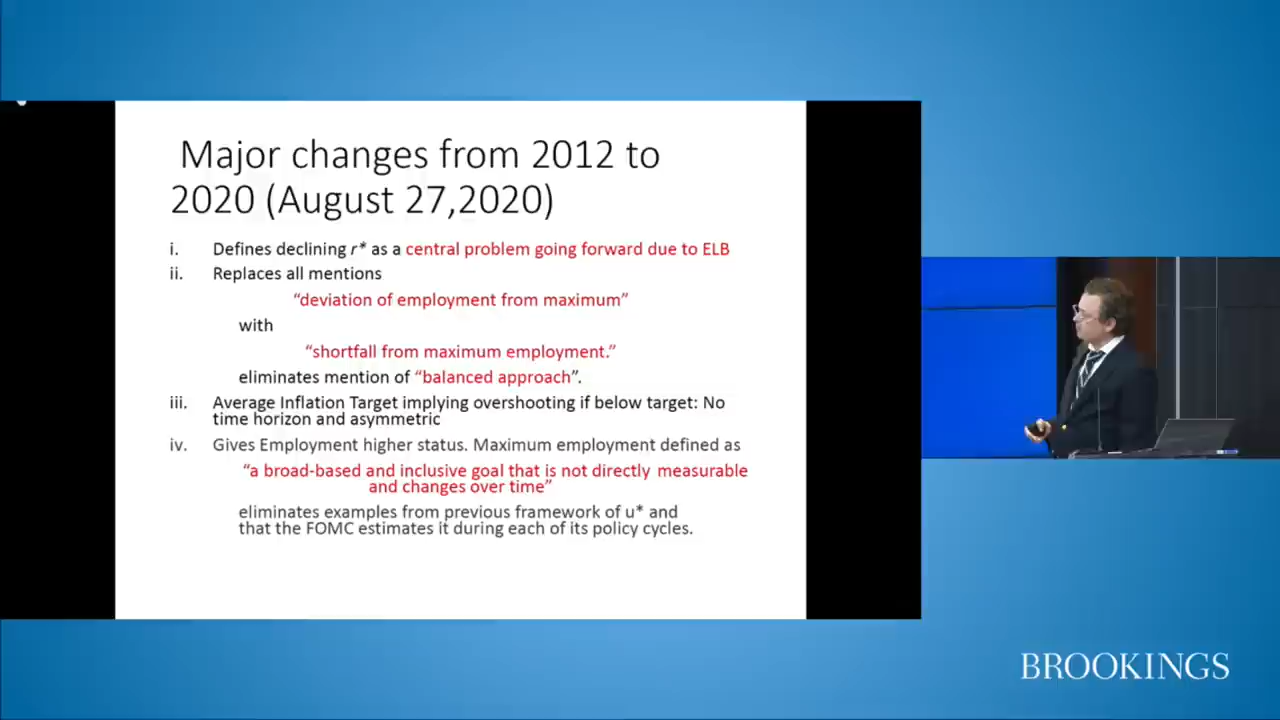 Major changes from 2012 to
2020 (August 27,2020)
i. Defines declining r* as a central problem going forward due to ELB
ii. Replaces all mentions
“deviation of employment from maximum”
with
“shortfall from maximum employment.”
eliminates mention of “balanced approach”.
iii. Average Inflation Target implying overshooting if below target: No
time horizon and asymmetric
iv. Gives Employment higher status. Maximum employment defined as
“a broad-based and inclusive goal that is not directly measurable
and changes over time”
eliminates examples from previous framework of u* and
that the FOMC estimates it during each of its policy cycles.
BROOKINGS